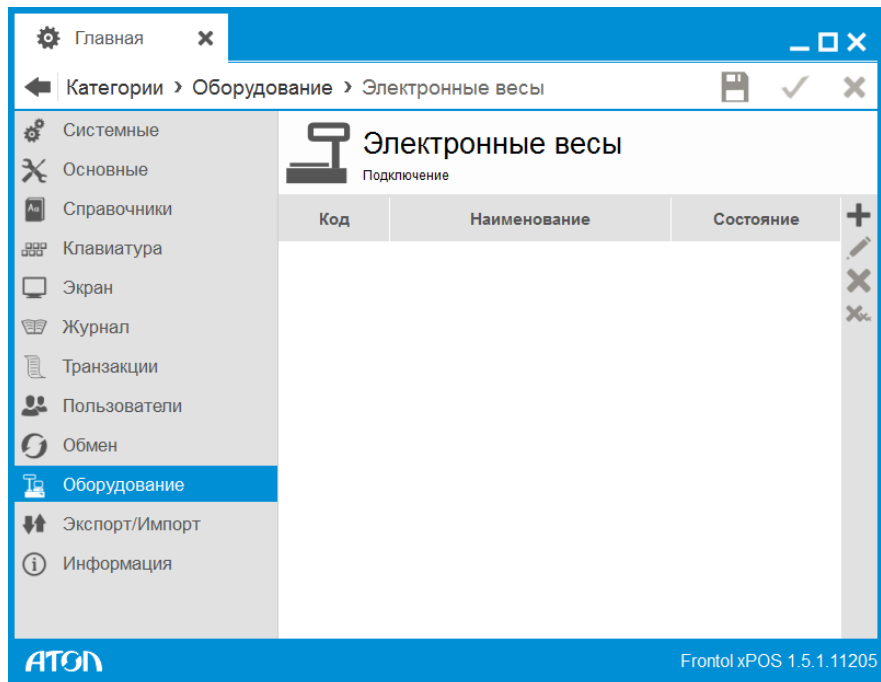 Главная
Категории › Оборудование › Электронные весы
Системные
Основные
Справочники
Клавиатура
Экран
Журнал
Транзакции
Пользователи
Обмен
Оборудование
Экспорт/Импорт
Информация
Электронные весы
Подключение
Код Наименование Состояние
АТОЛ
Frontol xPOS 1.5.1.11205